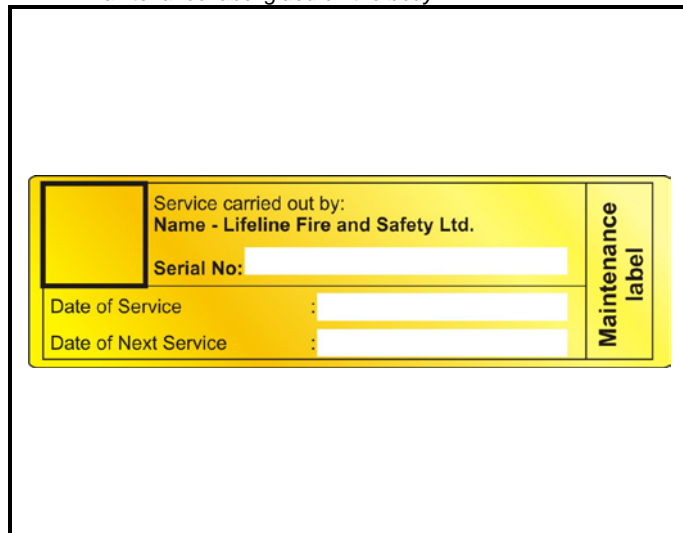 Service carried out by:
Name - Lifeline Fire and Safety Ltd.
Serial No:
Date of Service :
Date of Next Service :
Maintenance
label